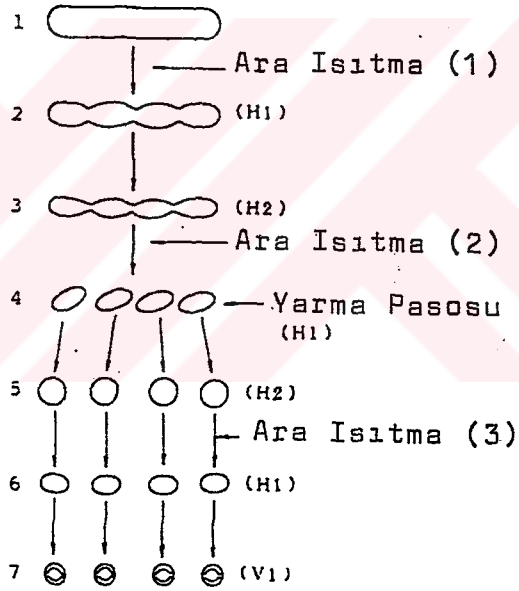 1
Ara Isıtma (1)
2 (H1)
3 (H2)
Ara Isıtma (2)
4 Yarma Pasosu
(H1)
5 (H2)
Ara Isıtma (3)
6 (H1)
7 (V1)